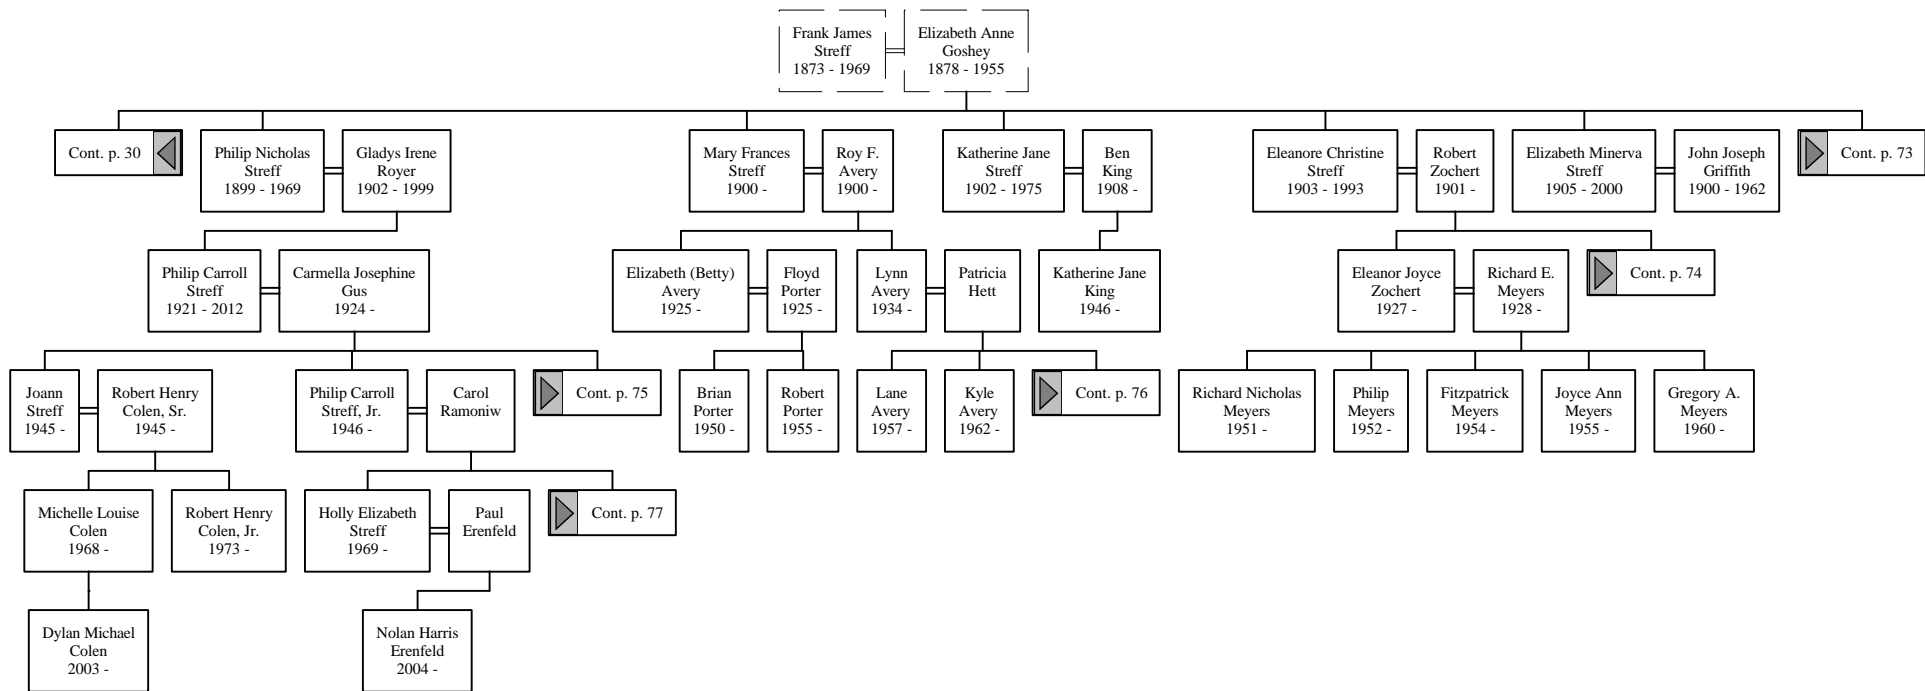 Frank James
Streff
1873 - 1969
Elizabeth Anne
Goshey
1878 - 1955
Cont. p. 30
Philip Nicholas
Streff
1899 - 1969
Gladys Irene
Royer
1902 - 1999
Mary Frances
Streff
1900 -
Roy F.
Avery
1900 -
Katherine Jane
Streff
1902 - 1975
Ben
King
1908 -
Eleanore Christine
Streff
1903 - 1993
Robert
Zochert
1901 -
Elizabeth Minerva
Streff
1905 - 2000
John Joseph
Griffith
1900 - 1962
Cont. p. 73
Philip Carroll
Streff
1921 - 2012
Carmella Josephine
Gus
1924 -
Elizabeth (Betty)
Avery
1925 -
Floyd
Porter
1925 -
Lynn
Avery
1934 -
Patricia
Hett
Katherine Jane
King
1946 -
Eleanor Joyce
Zochert
1927 -
Richard E.
Meyers
1928 -
Cont. p. 74
Joann
Streff
1945 -
Robert Henry
Colen, Sr.
1945 -
Philip Carroll
Streff, Jr.
1946 -
Carol
Ramoniw
Cont. p. 75
Brian
Porter
1950 -
Robert
Porter
1955 -
Lane
Avery
1957 -
Kyle
Avery
1962 -
Cont. p. 76
Richard Nicholas
Meyers
1951 -
Philip
Meyers
1952 -
Fitzpatrick
Meyers
1954 -
Joyce Ann
Meyers
1955 -
Gregory A.
Meyers
1960 -
Michelle Louise
Colen
1968 -
Robert Henry
Colen, Jr.
1973 -
Holly Elizabeth
Streff
1969 -
Paul
Erenfeld
Cont. p. 77
Dylan Michael
Colen
2003 -
Nolan Harris
Erenfeld
2004 -